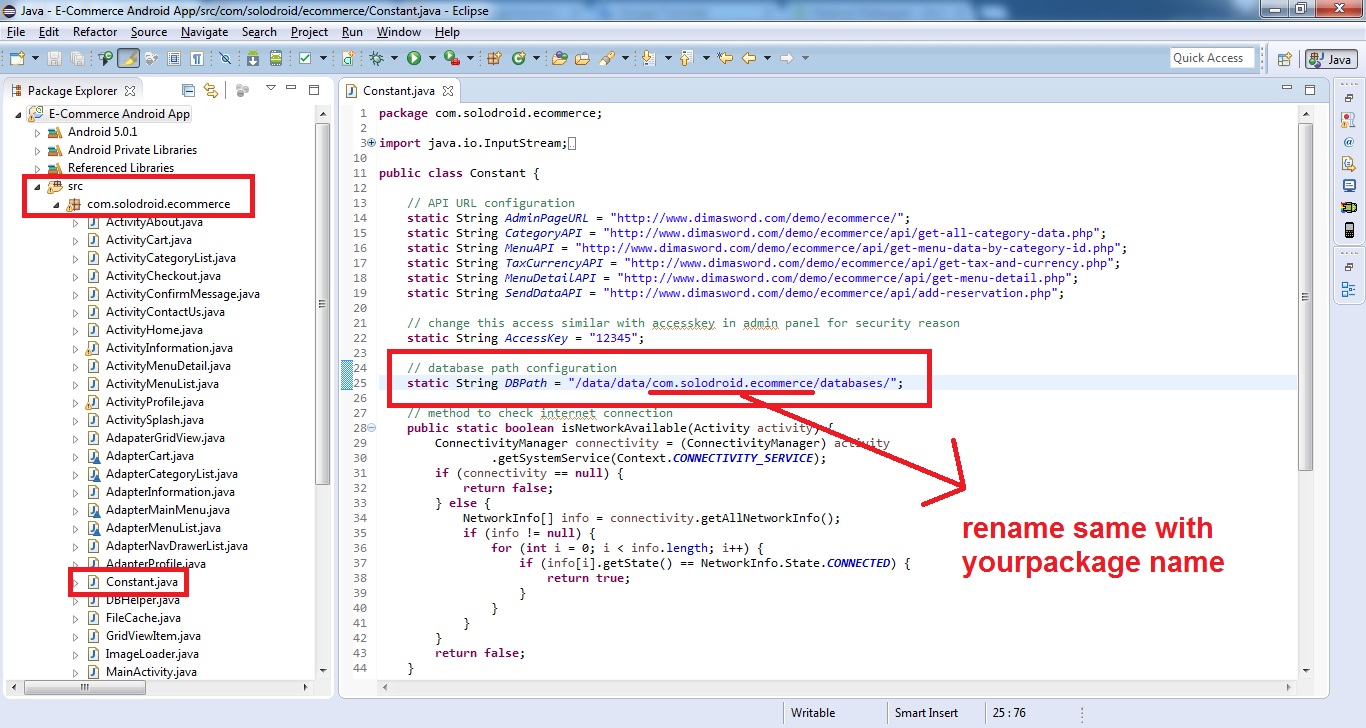 Java - E-Commerce Android App/src/com/solodroid/ecommerce/Constant.java - Eclipse
File Edit Refactor Source Navigate Search Project Run Window Help
Quick Access
Java
Package Explorer
E-Commerce Android App
Android 5.0.1
Android Private Libraries
Referenced Libraries
src
com.solodroid.ecommerce
ActivityAbout.java
ActivityCart.java
ActivityCategoryList.java
ActivityCheckout.java
ActivityConfirmMessage.java
ActivityContactUs.java
ActivityHome.java
ActivityInformation.java
ActivityMenuDetail.java
ActivityMenuList.java
ActivityProfile.java
ActivitySplash.java
AdapaterGridView.java
AdapterCart.java
AdapterCategoryList.java
AdapterInformation.java
AdapterMainMenu.java
AdapterMenuList.java
AdapterNavDrawerList.java
AdapterProfile.java
Constant.java
DBHelper.java
FileCache.java
GridViewItem.java
ImageLoader.java
MainActivity.java
Constant.java
1 package com.solodroid.ecommerce;
2
3 import java.io.InputStream;
10
11 public class Constant {
12
13 // API URL configuration
14 static String AdminPageURL = "http://www.dimasword.com/demo/ecommerce/";
15 static String CategoryAPI = "http://www.dimasword.com/demo/ecommerce/api/get-all-category-data.php";
16 static String MenuAPI = "http://www.dimasword.com/demo/ecommerce/api/get-menu-data-by-category-id.php";
17 static String TaxCurrencyAPI = "http://www.dimasword.com/demo/ecommerce/api/get-tax-and-currency.php";
18 static String MenuDetailAPI = "http://www.dimasword.com/demo/ecommerce/api/get-menu-detail.php";
19 static String SendDataAPI = "http://www.dimasword.com/demo/ecommerce/api/add-reservation.php";
20
21 // change this access similar with accesskey in admin panel for security reason
22 static String AccessKey = "12345";
23
24 // database path configuration
25 static String DBPath = "/data/data/com.solodroid.ecommerce/databases/";
26
27 // method to check internet connection
28 public static boolean isNetworkAvailable(Activity activity) {
29 ConnectivityManager connectivity = (ConnectivityManager) activity
30 .getSystemService(Context.CONNECTIVITY_SERVICE);
31 if (connectivity == null) {
32 return false;
33 } else {
34 NetworkInfo[] info = connectivity.getAllNetworkInfo();
35 if (info != null) {
36 for (int i = 0; i < info.length; i++) {
37 if (info[i].getState() == NetworkInfo.State.CONNECTED) {
38 return true;
39 }
40 }
41 }
42 }
43 return false;
44 }
rename same with
yourpackage name
Writable Smart Insert 25 : 76